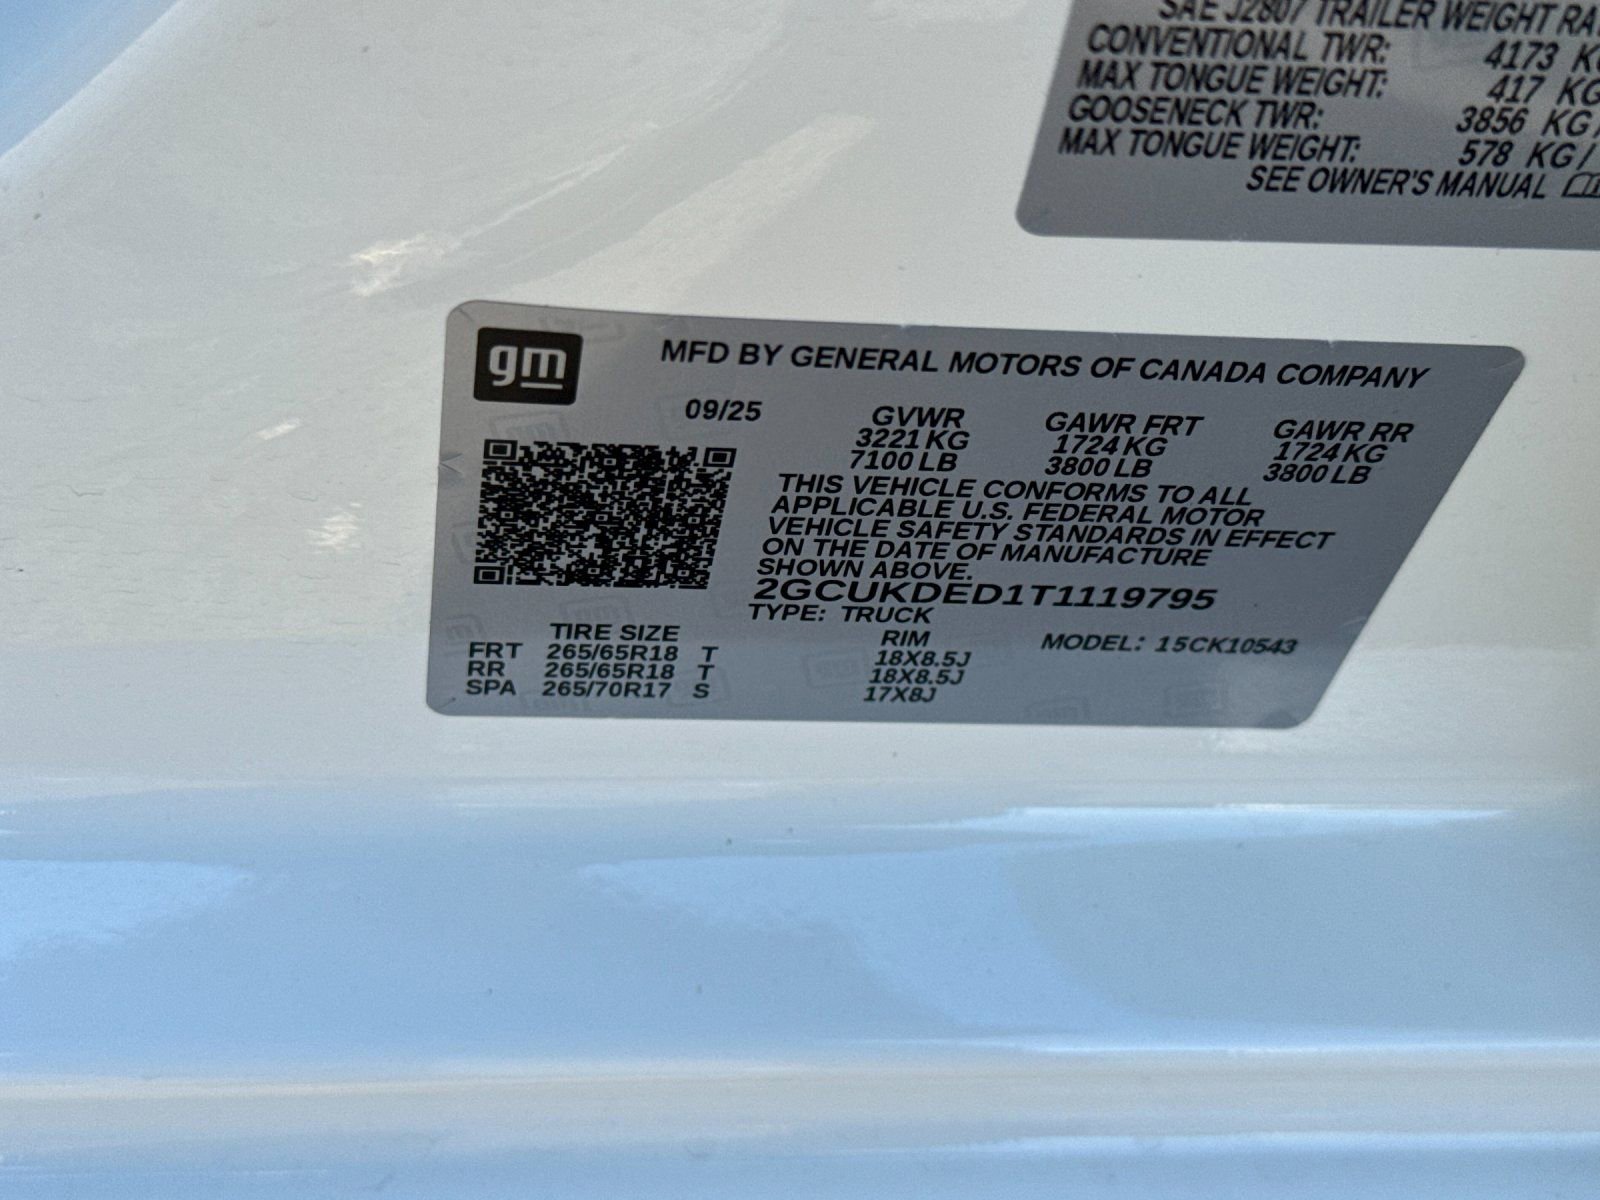 SAE J2807 TRAILER WEIGHT
CONVENTIONAL TWR: 4173
MAX TONGUE WEIGHT: 417 KG
GOOSENECK TWR: 3856 KG/
MAX TONGUE WEIGHT: 578 KG/
SEE OWNER'S MANUAL
gm
MFD BY GENERAL MOTORS OF CANADA COMPANY
09/25
GVWR GAWR FRT GAWR RR
3221 KG 1724 KG 1724 KG
7100 LB 3800 LB 3800 LB
THIS VEHICLE CONFORMS TO ALL
APPLICABLE U.S. FEDERAL MOTOR
VEHICLE SAFETY STANDARDS IN EFFECT
ON THE DATE OF MANUFACTURE
SHOWN ABOVE.
2GCUKDED1T1119795
TYPE: TRUCK
TIRE SIZE RIM MODEL: 15CK10543
FRT 265/65R18 T 18X8.5J
RR 265/65R18 T 18X8.5J
SPA 265/70R17 S 17X8J